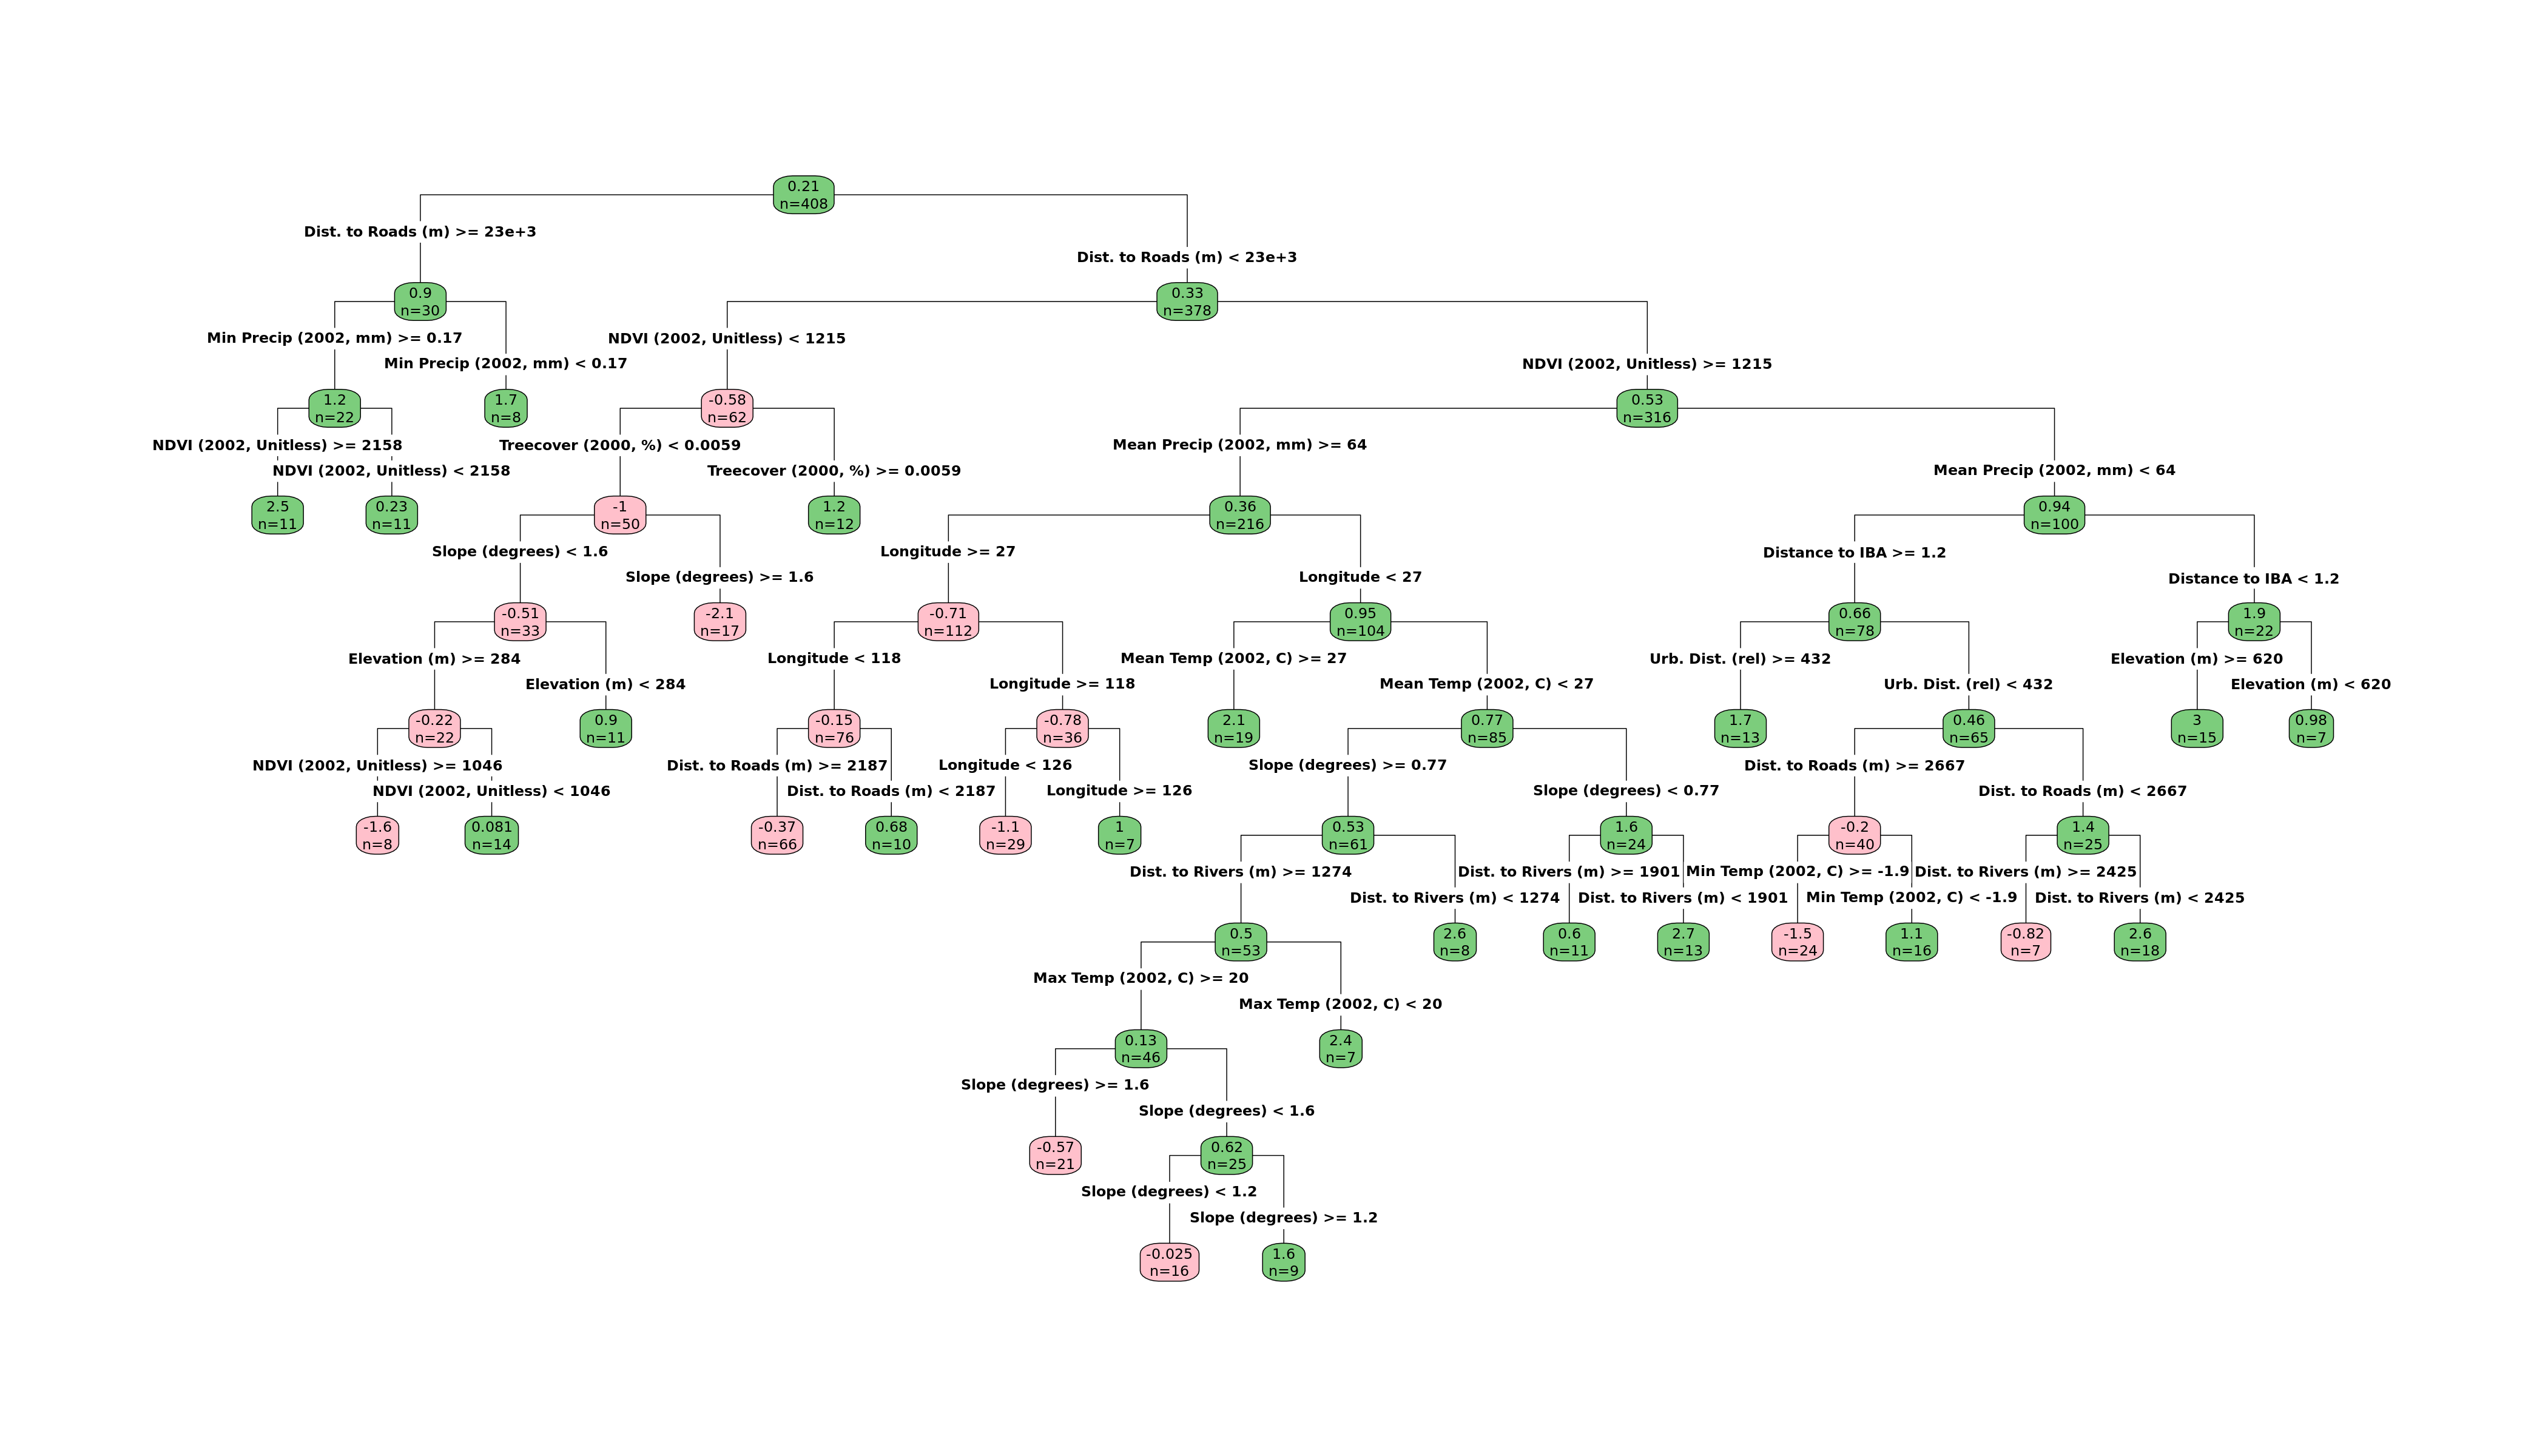 0.21
n=408
Dist. to Roads (m) >= 23e+3
Dist. to Roads (m) < 23e+3
0.9
n=30
0.33
n=378
Min Precip (2002, mm) >= 0.17
NDVI (2002, Unitless) < 1215
Min Precip (2002, mm) < 0.17
NDVI (2002, Unitless) >= 1215
1.2
n=22
1.7
n=8
-0.58
n=62
0.53
n=316
NDVI (2002, Unitless) >= 2158
Treecover (2000, %) < 0.0059
Mean Precip (2002, mm) >= 64
NDVI (2002, Unitless) < 2158
Treecover (2000, %) >= 0.0059
Mean Precip (2002, mm) < 64
2.5
n=11
0.23
n=11
-1
n=50
1.2
n=12
0.36
n=216
0.94
n=100
Slope (degrees) < 1.6
Longitude >= 27
Distance to IBA >= 1.2
Slope (degrees) >= 1.6
Longitude < 27
Distance to IBA < 1.2
-0.51
n=33
-2.1
n=17
-0.71
n=112
0.95
n=104
0.66
n=78
1.9
n=22
Elevation (m) >= 284
Longitude < 118
Mean Temp (2002, C) >= 27
Urb. Dist. (rel) >= 432
Elevation (m) >= 620
Elevation (m) < 284
Longitude >= 118
Mean Temp (2002, C) < 27
Urb. Dist. (rel) < 432
Elevation (m) < 620
-0.22
n=22
0.9
n=11
-0.15
n=76
-0.78
n=36
2.1
n=19
0.77
n=85
1.7
n=13
0.46
n=65
3
n=15
0.98
n=7
NDVI (2002, Unitless) >= 1046
Dist. to Roads (m) >= 2187
Longitude < 126
Slope (degrees) >= 0.77
Dist. to Roads (m) >= 2667
NDVI (2002, Unitless) < 1046
Dist. to Roads (m) < 2187
Longitude >= 126
Slope (degrees) < 0.77
Dist. to Roads (m) < 2667
-1.6
n=8
0.081
n=14
-0.37
n=66
0.68
n=10
-1.1
n=29
1
n=7
0.53
n=61
1.6
n=24
-0.2
n=40
1.4
n=25
Dist. to Rivers (m) >= 1274
Dist. to Rivers (m) >= 1901
Min Temp (2002, C) >= -1.9
Dist. to Rivers (m) >= 2425
Dist. to Rivers (m) < 1274
Dist. to Rivers (m) < 1901
Min Temp (2002, C) < -1.9
Dist. to Rivers (m) < 2425
0.5
n=53
2.6
n=8
0.6
n=11
2.7
n=13
-1.5
n=24
1.1
n=16
-0.82
n=7
2.6
n=18
Max Temp (2002, C) >= 20
Max Temp (2002, C) < 20
0.13
n=46
2.4
n=7
Slope (degrees) >= 1.6
Slope (degrees) < 1.6
-0.57
n=21
0.62
n=25
Slope (degrees) < 1.2
Slope (degrees) >= 1.2
-0.025
n=16
1.6
n=9